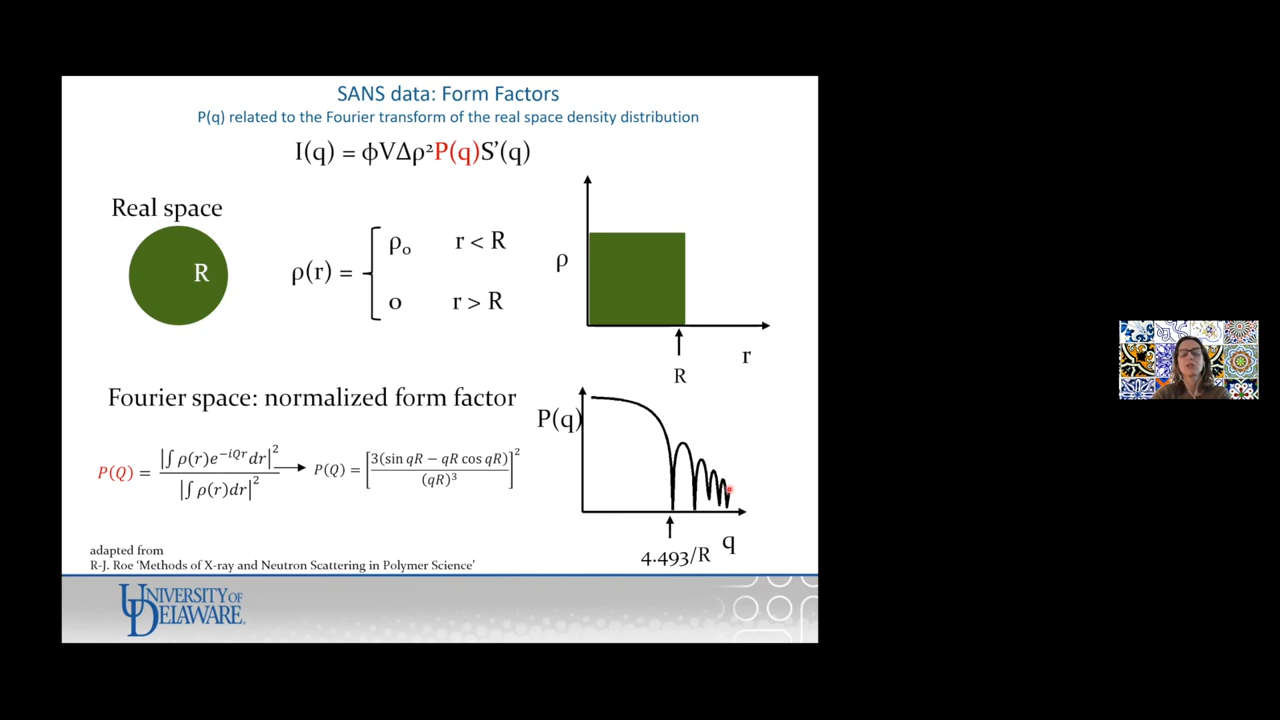 SANS data: Form Factors
P(q) related to the Fourier transform of the real space density distribution
I(q) = ϕVΔρ²P(q)S’(q)
Real space
R
ρ(r) =
ρ₀ r < R
0 r > R
ρ
r
R
Fourier space: normalized form factor
P(Q) = |∫ ρ(r)e^{−iQr}dr|² / |∫ ρ(r)dr|² → P(Q) = [3(sin qR − qR cos qR) / (qR)³]²
P(q)
q
4.493/R
adapted from
R-J. Roe ‘Methods of X-ray and Neutron Scattering in Polymer Science’
UNIVERSITY OF
DELAWARE.